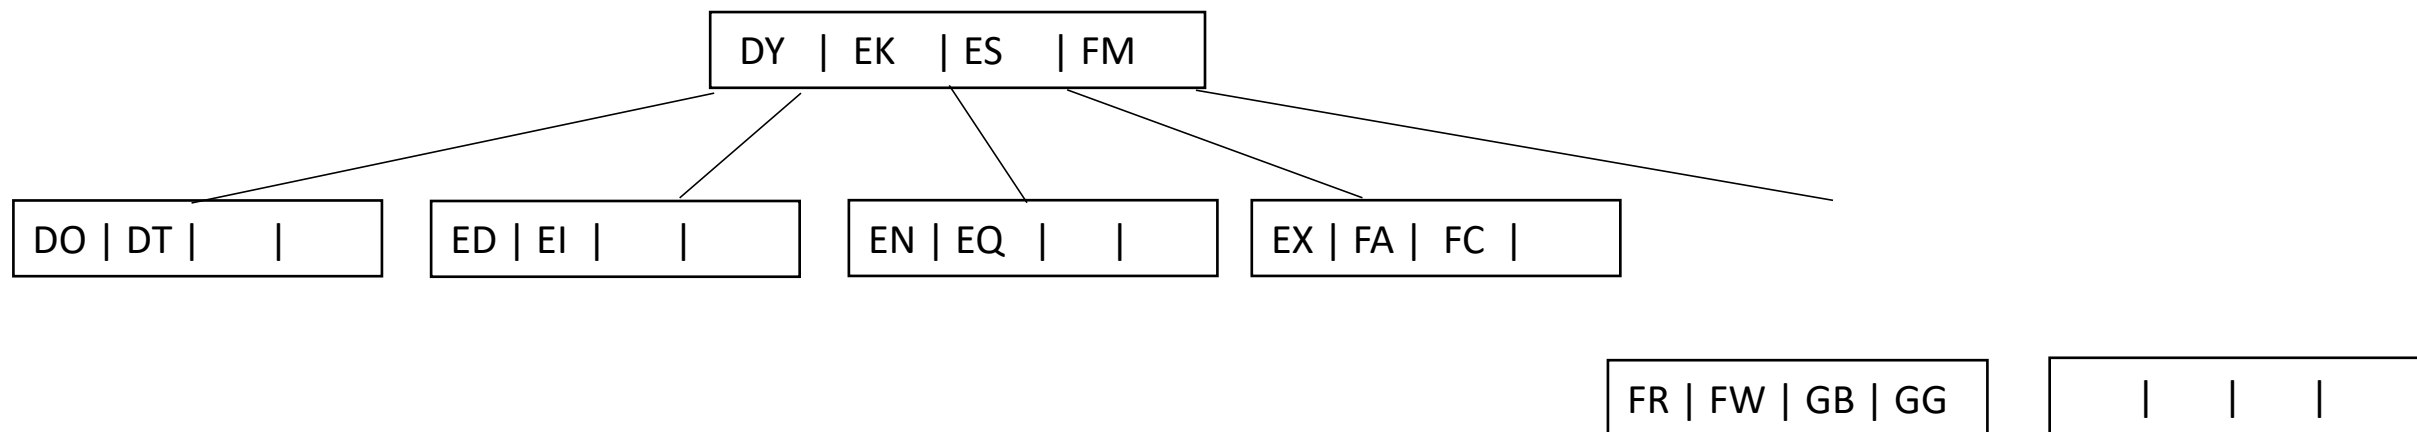 DY | EK | ES | FM
DO | DT | |
ED | EI | |
EN | EQ | |
EX | FA | FC |
FR | FW | GB | GG
| | |